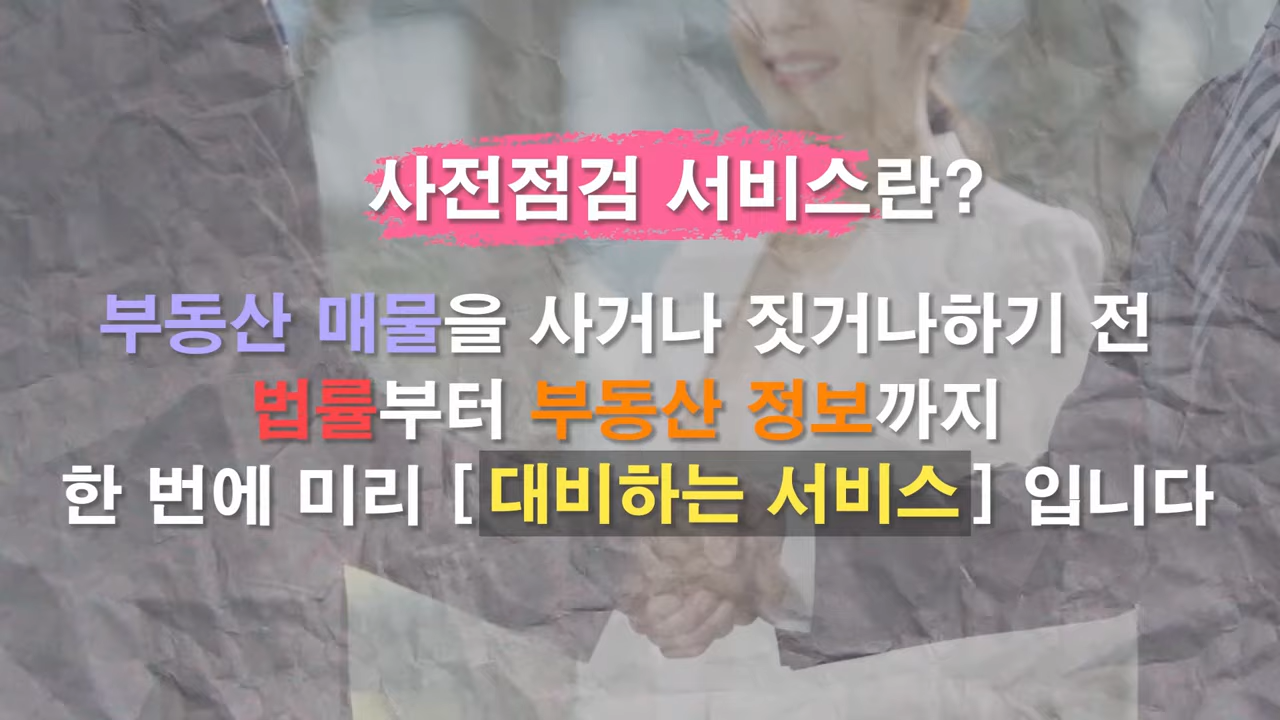 사전점검 서비스란?
부동산 매물을 사거나 짓거나하기 전
법률부터 부동산 정보까지
한 번에 미리 [대비하는 서비스] 입니다